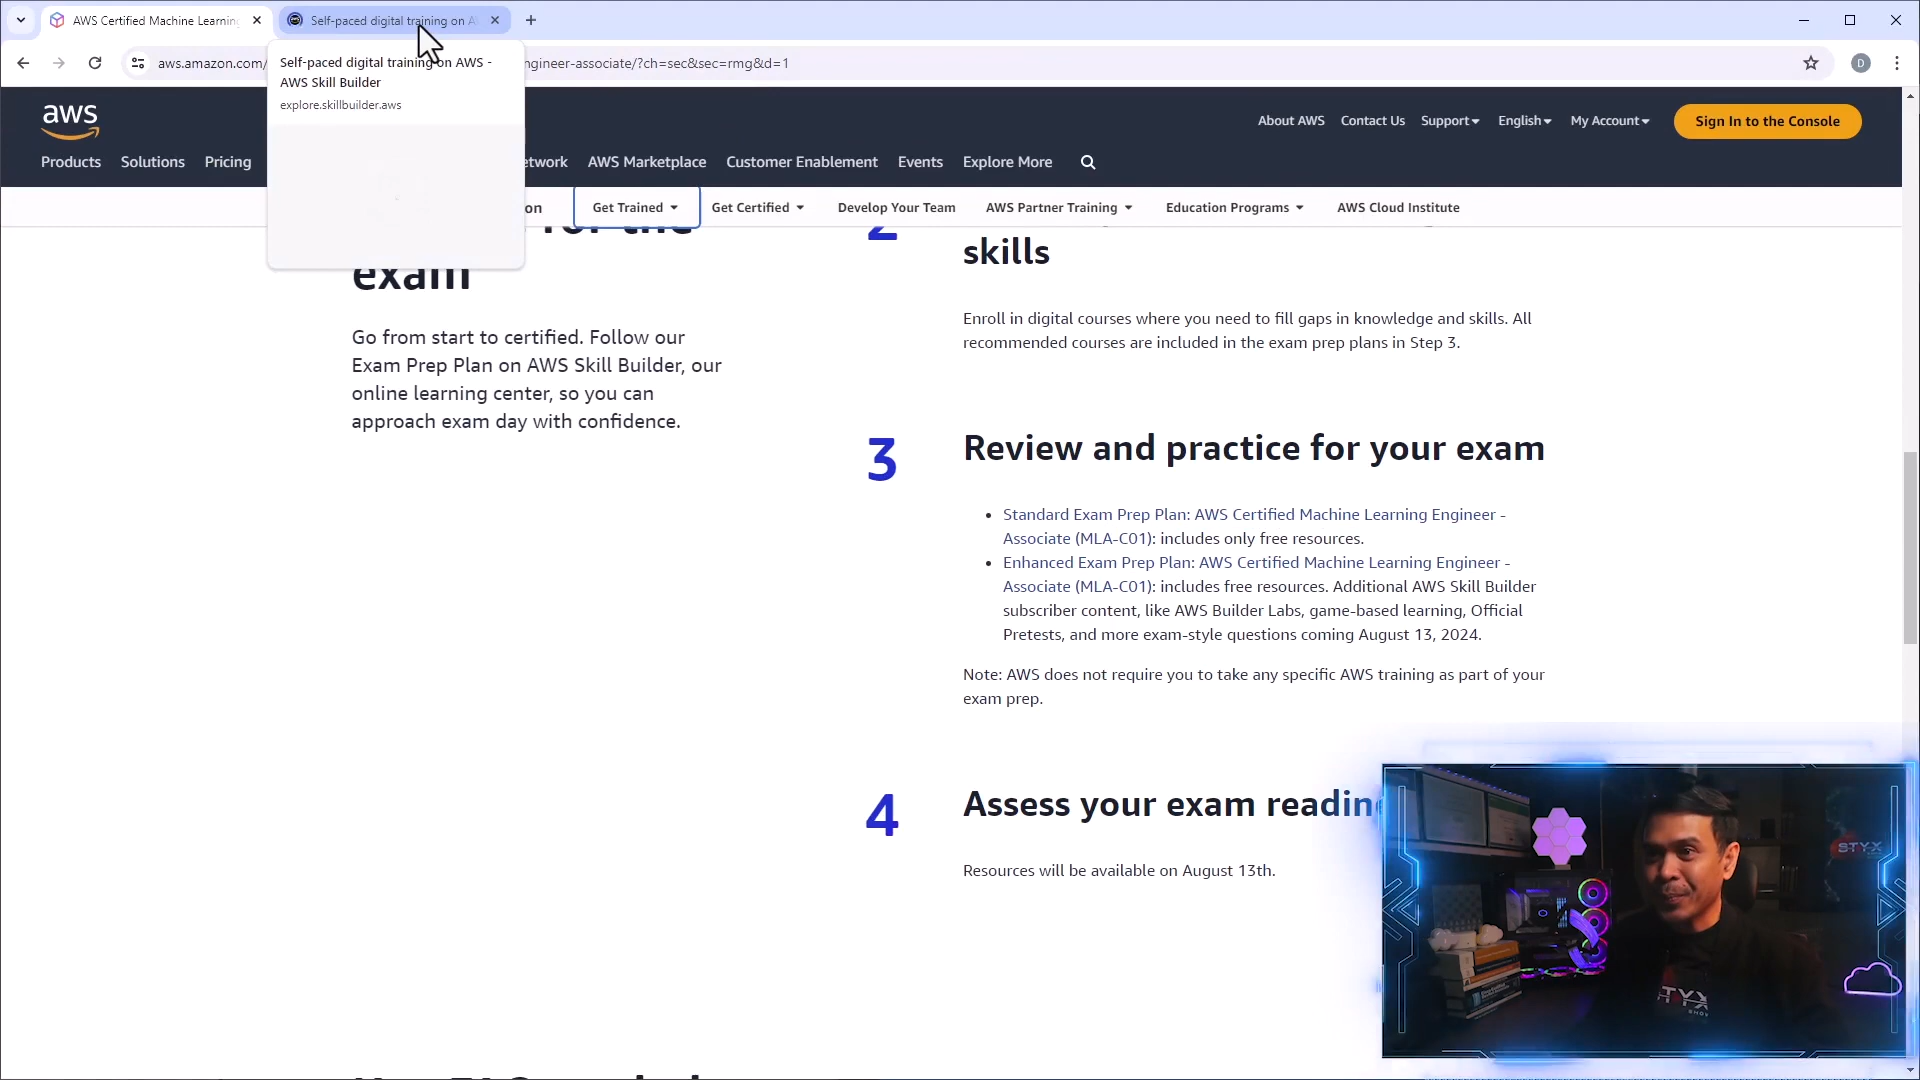 AWS Certified Machine Learning
Self-paced digital training on A
aws.amazon.com/
ngineer-associate/?ch=sec&sec=rmg&d=1
D
Self-paced digital training on AWS -
AWS Skill Builder
explore.skillbuilder.aws
aws
About AWS
Contact Us
Support
English
My Account
Sign In to the Console
Products
Solutions
Pricing
etwork
AWS Marketplace
Customer Enablement
Events
Explore More
on
Get Trained
Get Certified
Develop Your Team
AWS Partner Training
Education Programs
AWS Cloud Institute
for the
exam
Go from start to certified. Follow our
Exam Prep Plan on AWS Skill Builder, our
online learning center, so you can
approach exam day with confidence.
2
skills
Enroll in digital courses where you need to fill gaps in knowledge and skills. All
recommended courses are included in the exam prep plans in Step 3.
3
Review and practice for your exam
• Standard Exam Prep Plan: AWS Certified Machine Learning Engineer -
Associate (MLA-C01): includes only free resources.
• Enhanced Exam Prep Plan: AWS Certified Machine Learning Engineer -
Associate (MLA-C01): includes free resources. Additional AWS Skill Builder
subscriber content, like AWS Builder Labs, game-based learning, Official
Pretests, and more exam-style questions coming August 13, 2024.
Note: AWS does not require you to take any specific AWS training as part of your
exam prep.
4
Assess your exam readin
Resources will be available on August 13th.
STYX
STYX